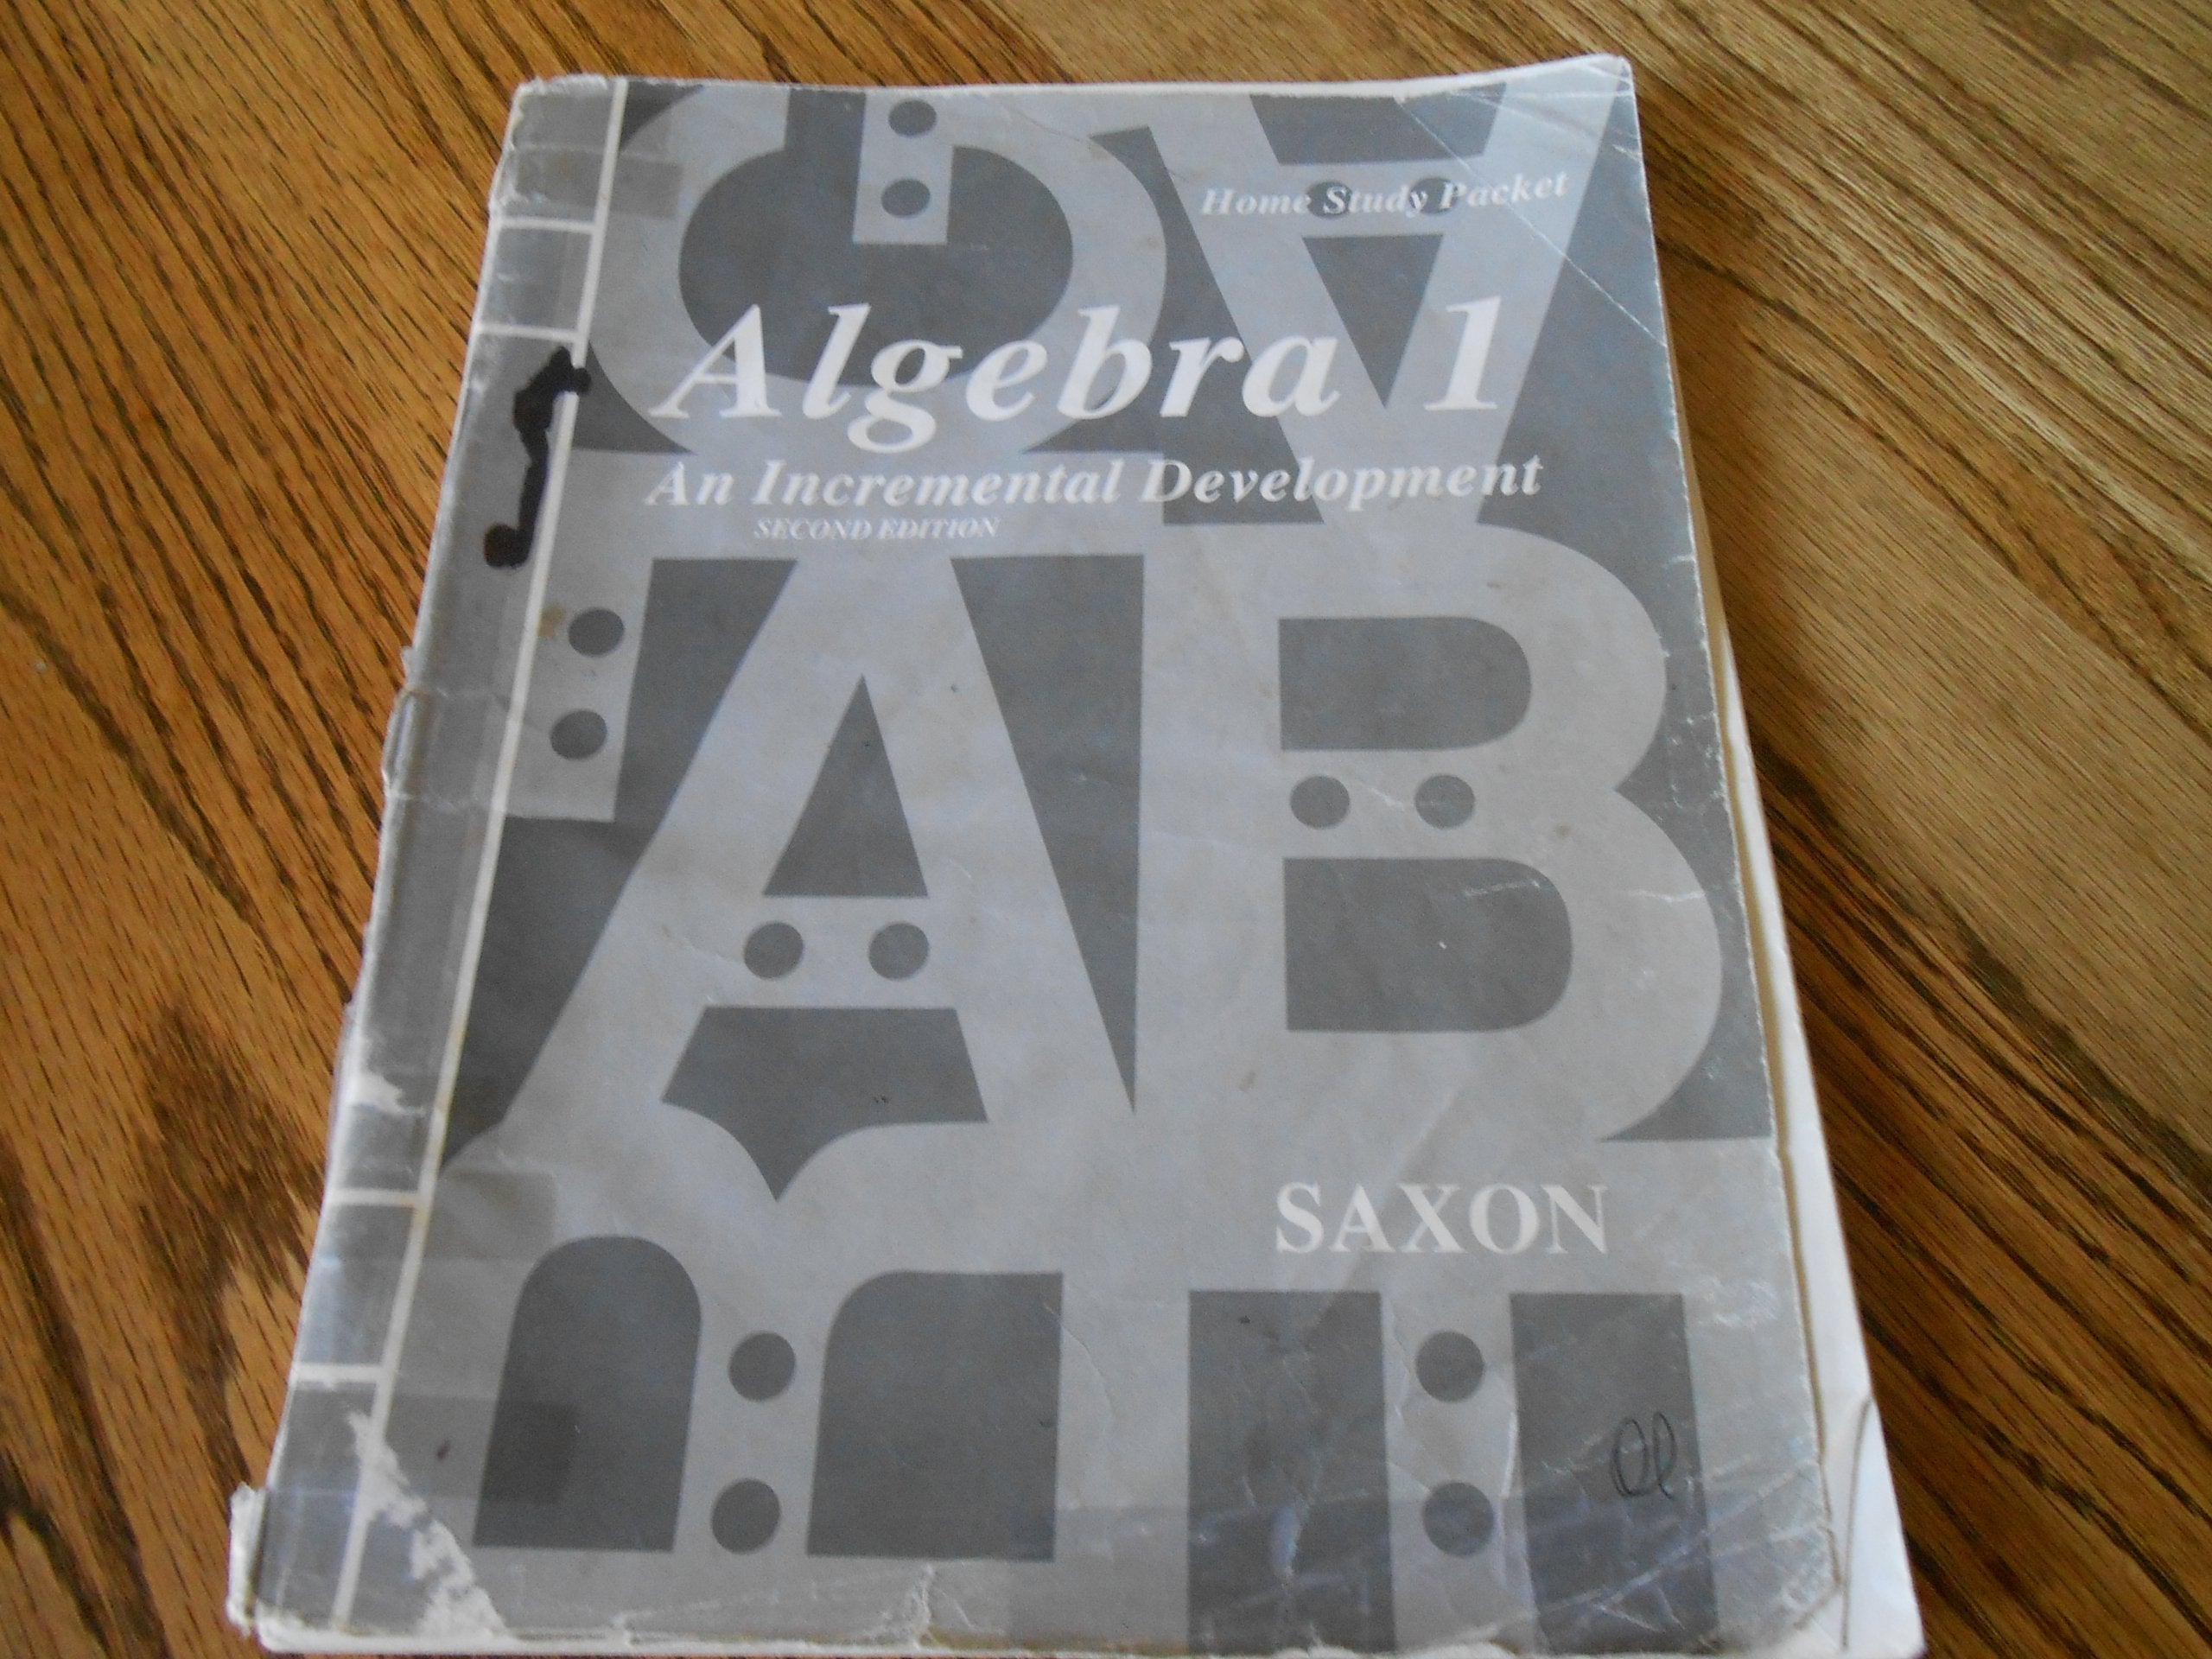 Home Study Packet
Algebra 1
An Incremental Development
SECOND EDITION
SAXON